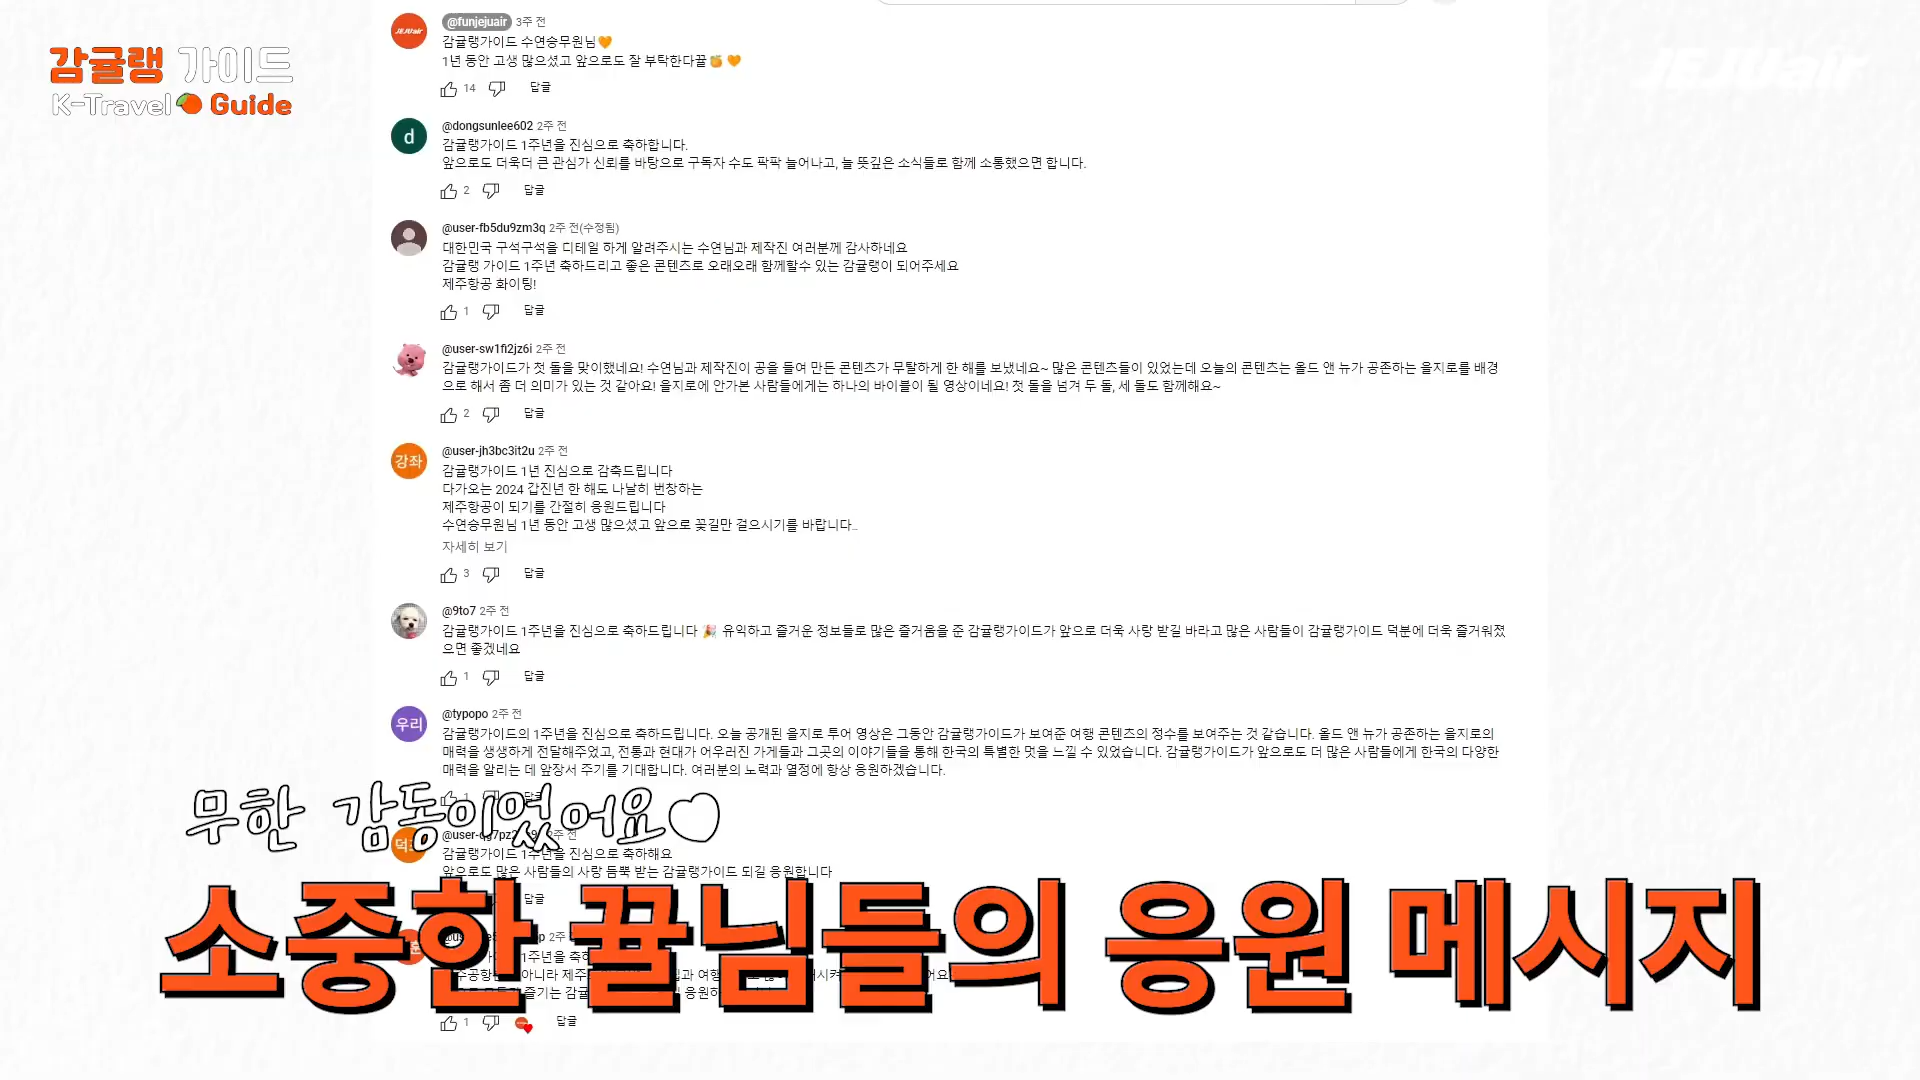 감귤랭 가이드
K-Travel Guide
JEJUair
JEJUair
@funjejuair 3주 전
감귤랭가이드 수연승무원님🧡
1년 동안 고생 많으셨고 앞으로도 잘 부탁한다귤🍊 🧡
14 답글
d
@dongsunlee602 2주 전
감귤랭가이드 1주년을 진심으로 축하합니다.
앞으로도 더욱더 큰 관심가 신뢰를 바탕으로 구독자 수도 팍팍 늘어나고, 늘 뜻깊은 소식들로 함께 소통했으면 합니다.
2 답글
@user-fb5du9zm3q 2주 전(수정됨)
대한민국 구석구석을 디테일 하게 알려주시는 수연님과 제작진 여러분께 감사하네요
감귤랭 가이드 1주년 축하드리고 좋은 콘텐츠로 오래오래 함께할수 있는 감귤랭이 되어주세요
제주항공 화이팅!
1 답글
@user-sw1fi2jz6i 2주 전
감귤랭가이드가 첫 돌을 맞이했네요! 수연님과 제작진이 공을 들여 만든 콘텐츠가 무탈하게 한 해를 보냈네요~ 많은 콘텐츠들이 있었는데 오늘의 콘텐츠는 올드 앤 뉴가 공존하는 을지로를 배경
으로 해서 좀 더 의미가 있는 것 같아요! 을지로에 안가본 사람들에게는 하나의 바이블이 될 영상이네요! 첫 돌을 넘겨 두 돌, 세 돌도 함께해요~
2 답글
강좌
@user-jh3bc3it2u 2주 전
감귤랭가이드 1년 진심으로 감축드립니다
다가오는 2024 갑진년 한 해도 나날히 번창하는
제주항공이 되기를 간절히 응원드립니다
수연승무원님 1년 동안 고생 많으셨고 앞으로 꽃길만 걸으시기를 바랍니다..
자세히 보기
3 답글
@9to7 2주 전
감귤랭가이드 1주년을 진심으로 축하드립니다 🎉 유익하고 즐거운 정보들로 많은 즐거움을 준 감귤랭가이드가 앞으로 더욱 사랑 받길 바라고 많은 사람들이 감귤랭가이드 덕분에 더욱 즐거워졌
으면 좋겠네요
1 답글
우리
@typopo 2주 전
감귤랭가이드의 1주년을 진심으로 축하드립니다. 오늘 공개된 을지로 투어 영상은 그동안 감귤랭가이드가 보여준 여행 콘텐츠의 정수를 보여주는 것 같습니다. 올드 앤 뉴가 공존하는 을지로의
매력을 생생하게 전달해주었고, 전통과 현대가 어우러진 가게들과 그곳의 이야기들을 통해 한국의 특별한 멋을 느낄 수 있었습니다. 감귤랭가이드가 앞으로도 더 많은 사람들에게 한국의 다양한
매력을 알리는 데 앞장서 주기를 기대합니다. 여러분의 노력과 열정에 항상 응원하겠습니다.
무한 감동이었어요
2주 전
감귤랭가이드 1주년을 진심으로 축하해요
앞으로도 많은 사람들의 사랑 듬뿍 받는 감귤랭가이드 되길 응원합니다
답글
소중한 뀰님들의 응원 메시지
1 답글